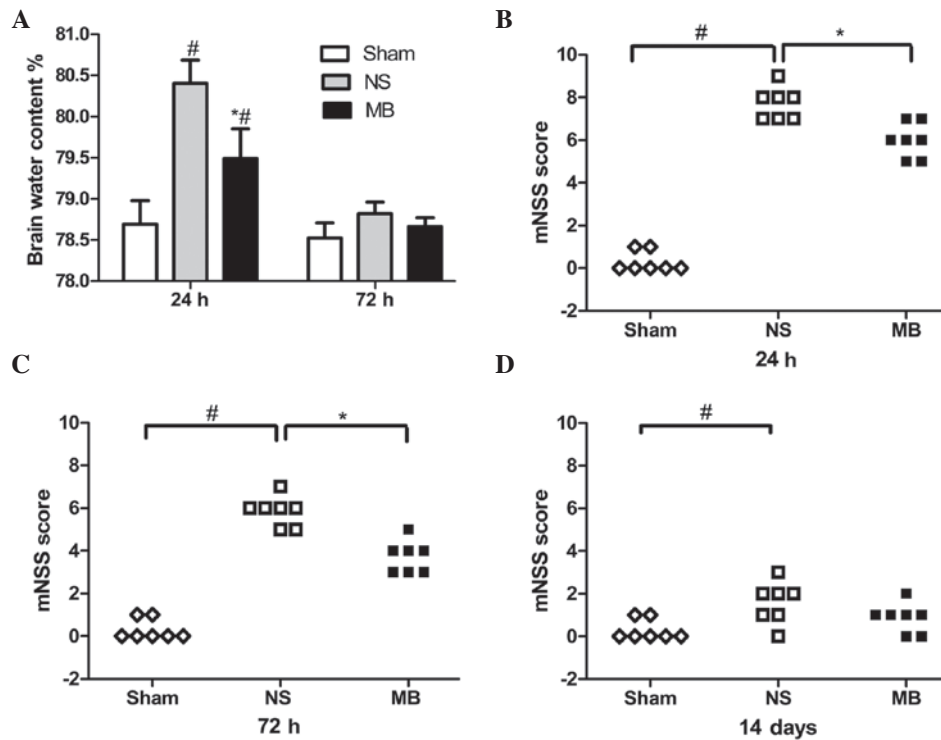 A
Brain water content %
81.0
80.5
80.0
79.5
79.0
78.5
78.0
#
*#
Sham
NS
MB
24 h
72 h
B
mNSS score
10
8
6
4
2
0
-2
#
*
Sham
NS
MB
24 h
C
mNSS score
10
8
6
4
2
0
-2
#
*
Sham
NS
MB
72 h
D
mNSS score
10
8
6
4
2
0
-2
#
Sham
NS
MB
14 days